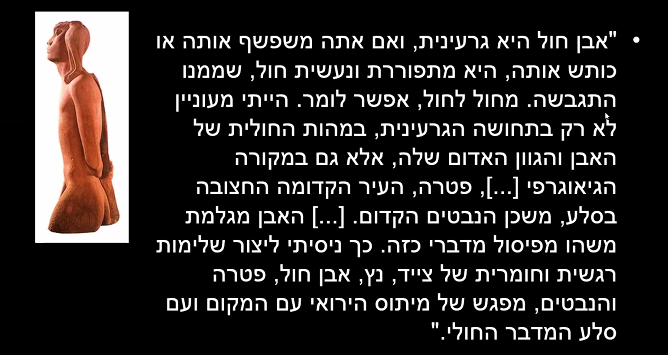 • "אבן חול היא גרעינית, ואם אתה משפשף אותה או
כותש אותה, היא מתפוררת ונעשית חול, שממנו
התגבשה. מחול לחול, אפשר לומר. הייתי מעוניין
לא רק בתחושה הגרעינית, במהות החולית של
האבן והגוון האדום שלה, אלא גם במקורה
הגיאוגרפי [...], פטרה, העיר הקדומה החצובה
בסלע, משכן הנבטים הקדום. [...] האבן מגלמת
משהו מפיסול מדברי כזה. כך ניסיתי ליצור שלימות
רגשית וחומרית של צייד, נץ, אבן חול, פטרה
והנבטים, מפגש של מיתוס הירואי עם המקום ועם
סלע המדבר החולי."